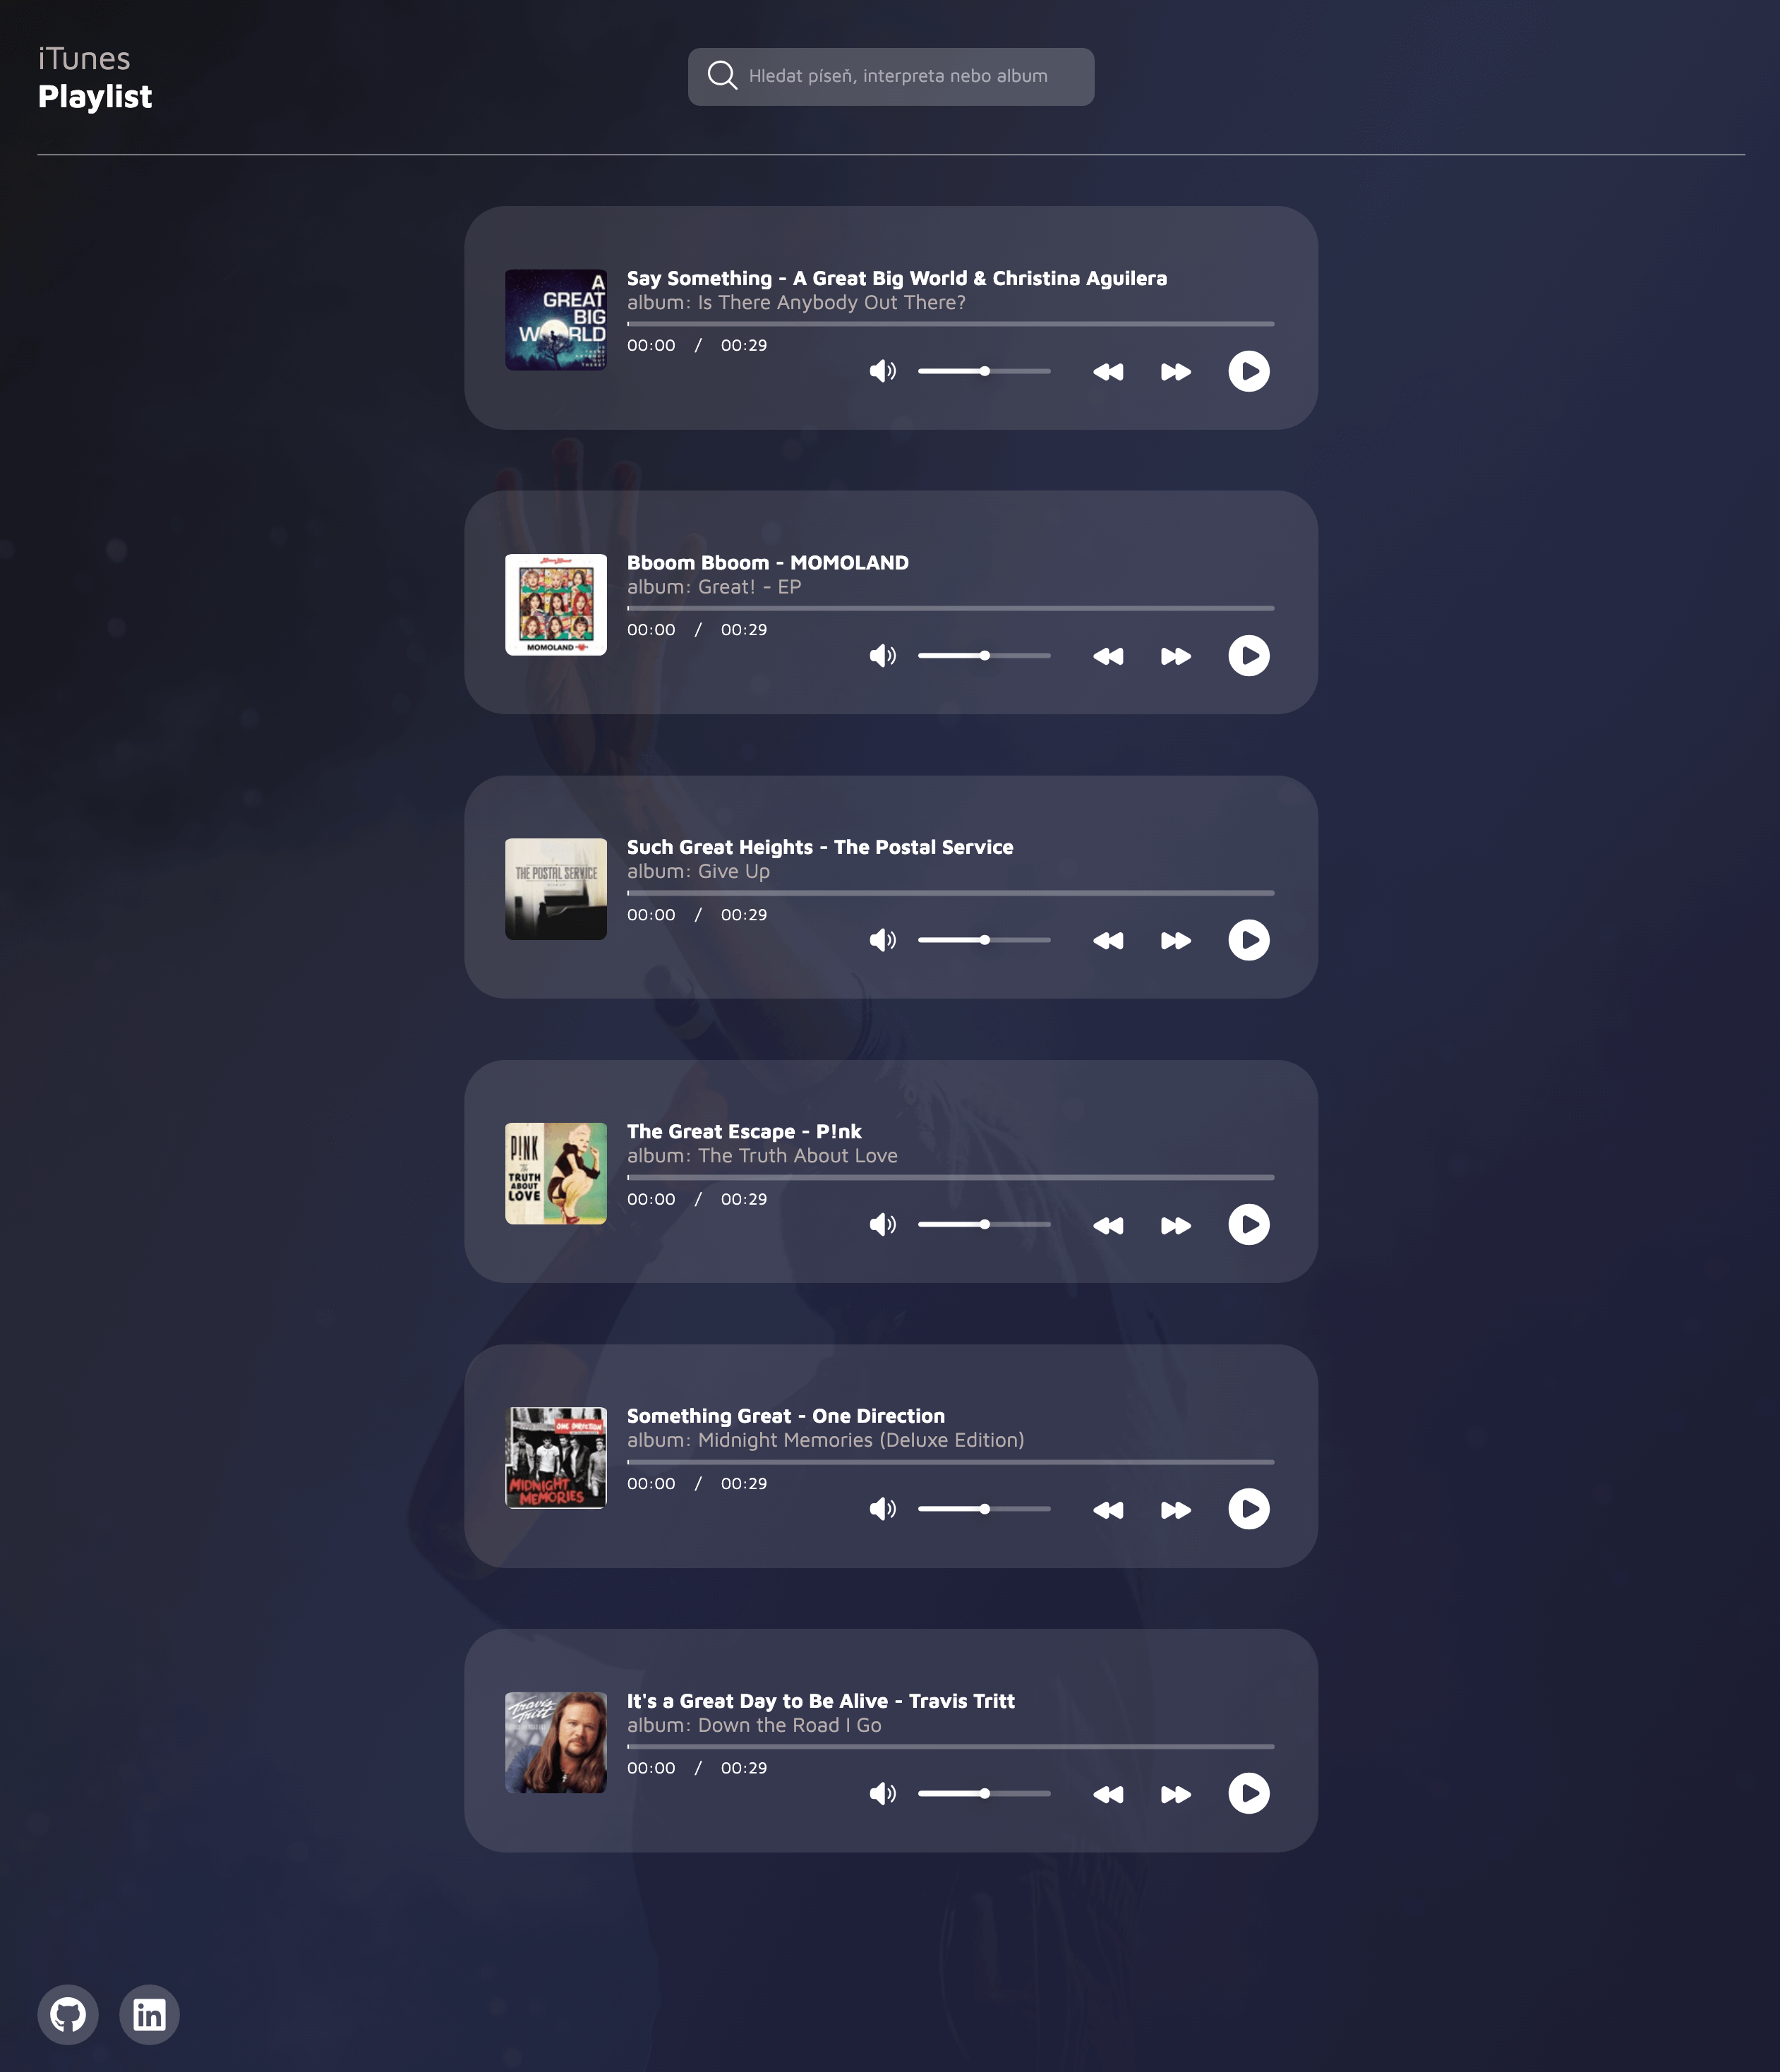 iTunes
Playlist
Hledat píseň, interpreta nebo album
A
GREAT
BIG
WORLD
Say Something - A Great Big World & Christina Aguilera
album: Is There Anybody Out There?
00:00 / 00:29
MOMOLAND
Bboom Bboom - MOMOLAND
album: Great! - EP
00:00 / 00:29
THE POSTAL SERVICE
Such Great Heights - The Postal Service
album: Give Up
00:00 / 00:29
P!NK
The
TRUTH
ABOUT
LOVE
The Great Escape - P!nk
album: The Truth About Love
00:00 / 00:29
ONE DIRECTION
MIDNIGHT
MEMORIES
Something Great - One Direction
album: Midnight Memories (Deluxe Edition)
00:00 / 00:29
Travis
Tritt
It's a Great Day to Be Alive - Travis Tritt
album: Down the Road I Go
00:00 / 00:29
in